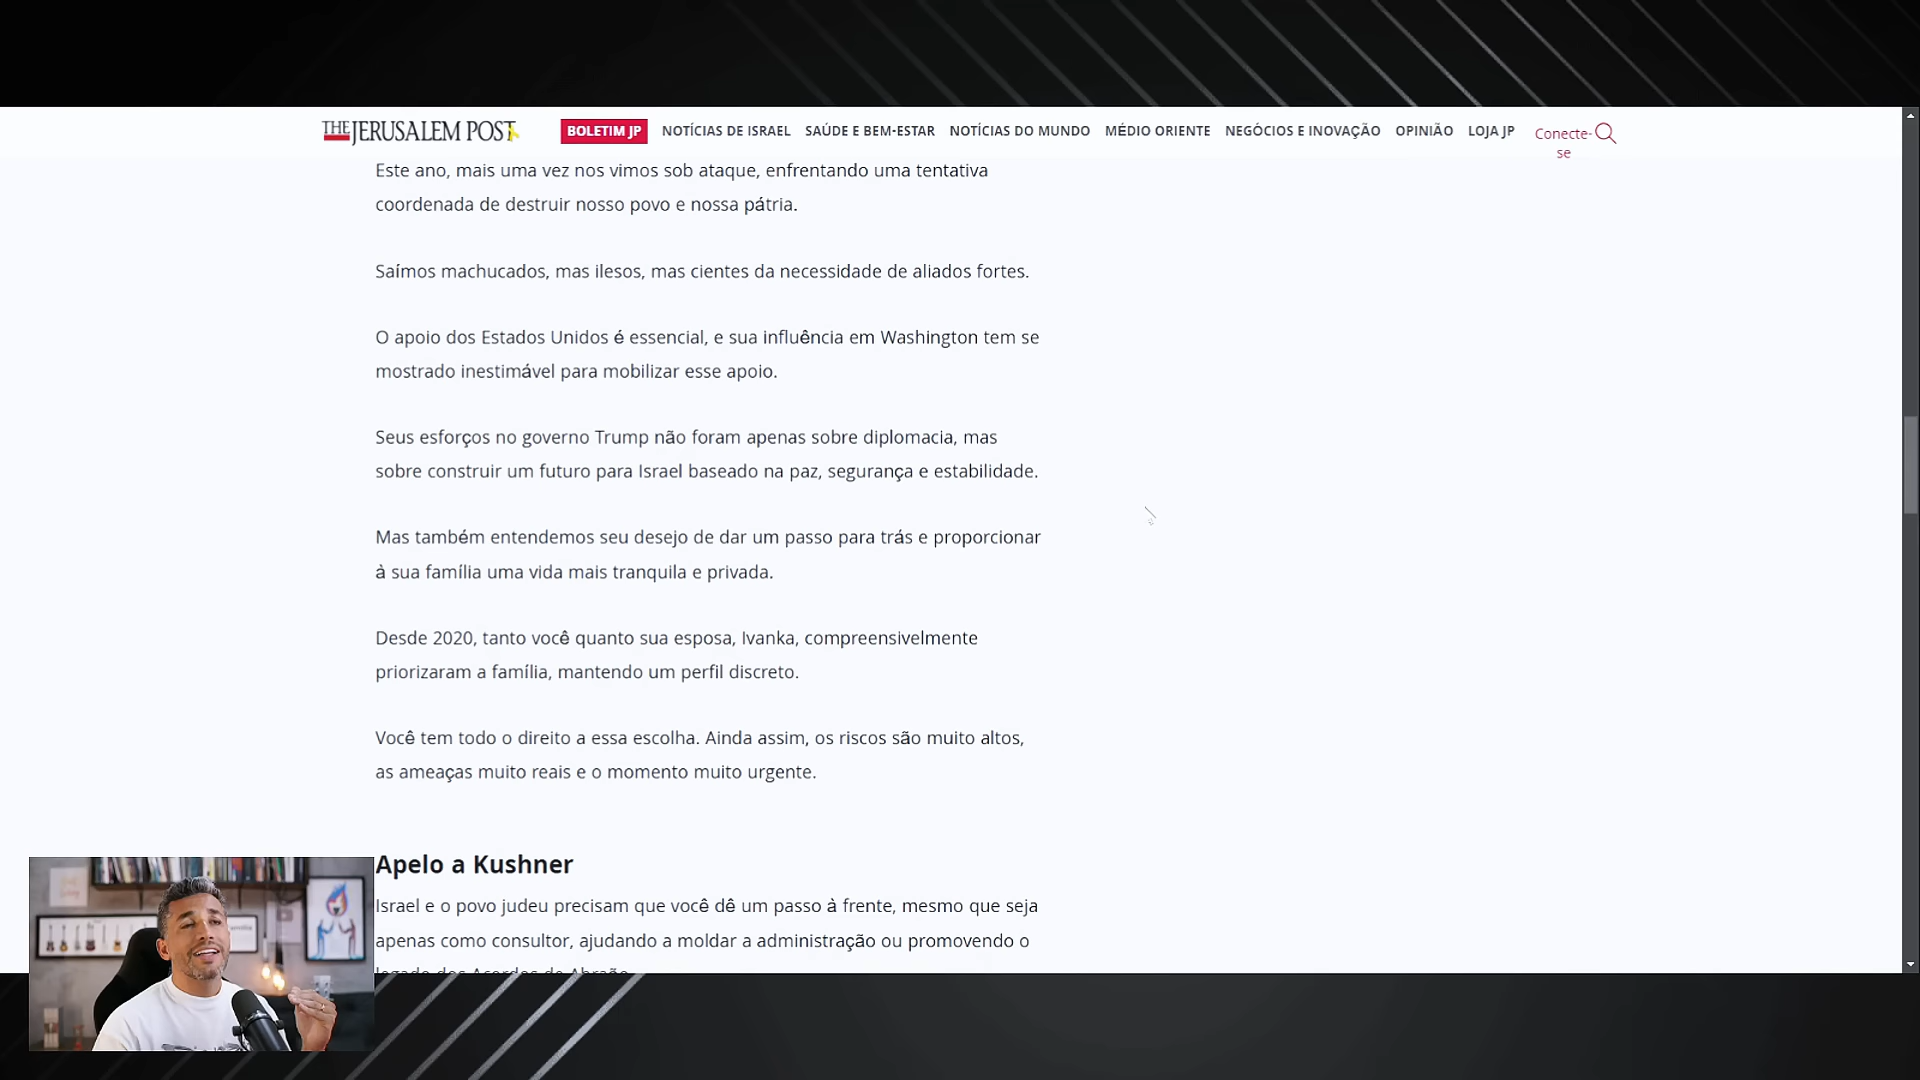 THE JERUSALEM POST
BOLETIM JP
NOTÍCIAS DE ISRAEL
SAÚDE E BEM-ESTAR
NOTÍCIAS DO MUNDO
MÉDIO ORIENTE
NEGÓCIOS E INOVAÇÃO
OPINIÃO
LOJA JP
Conecte-
se
Este ano, mais uma vez nos vimos sob ataque, enfrentando uma tentativa
coordenada de destruir nosso povo e nossa pátria.
Saímos machucados, mas ilesos, mas cientes da necessidade de aliados fortes.
O apoio dos Estados Unidos é essencial, e sua influência em Washington tem se
mostrado inestimável para mobilizar esse apoio.
Seus esforços no governo Trump não foram apenas sobre diplomacia, mas
sobre construir um futuro para Israel baseado na paz, segurança e estabilidade.
Mas também entendemos seu desejo de dar um passo para trás e proporcionar
à sua família uma vida mais tranquila e privada.
Desde 2020, tanto você quanto sua esposa, Ivanka, compreensivelmente
priorizaram a família, mantendo um perfil discreto.
Você tem todo o direito a essa escolha. Ainda assim, os riscos são muito altos,
as ameaças muito reais e o momento muito urgente.
Apelo a Kushner
Israel e o povo judeu precisam que você dê um passo à frente, mesmo que seja
apenas como consultor, ajudando a moldar a administração ou promovendo o
legado dos Acordos de Abraão